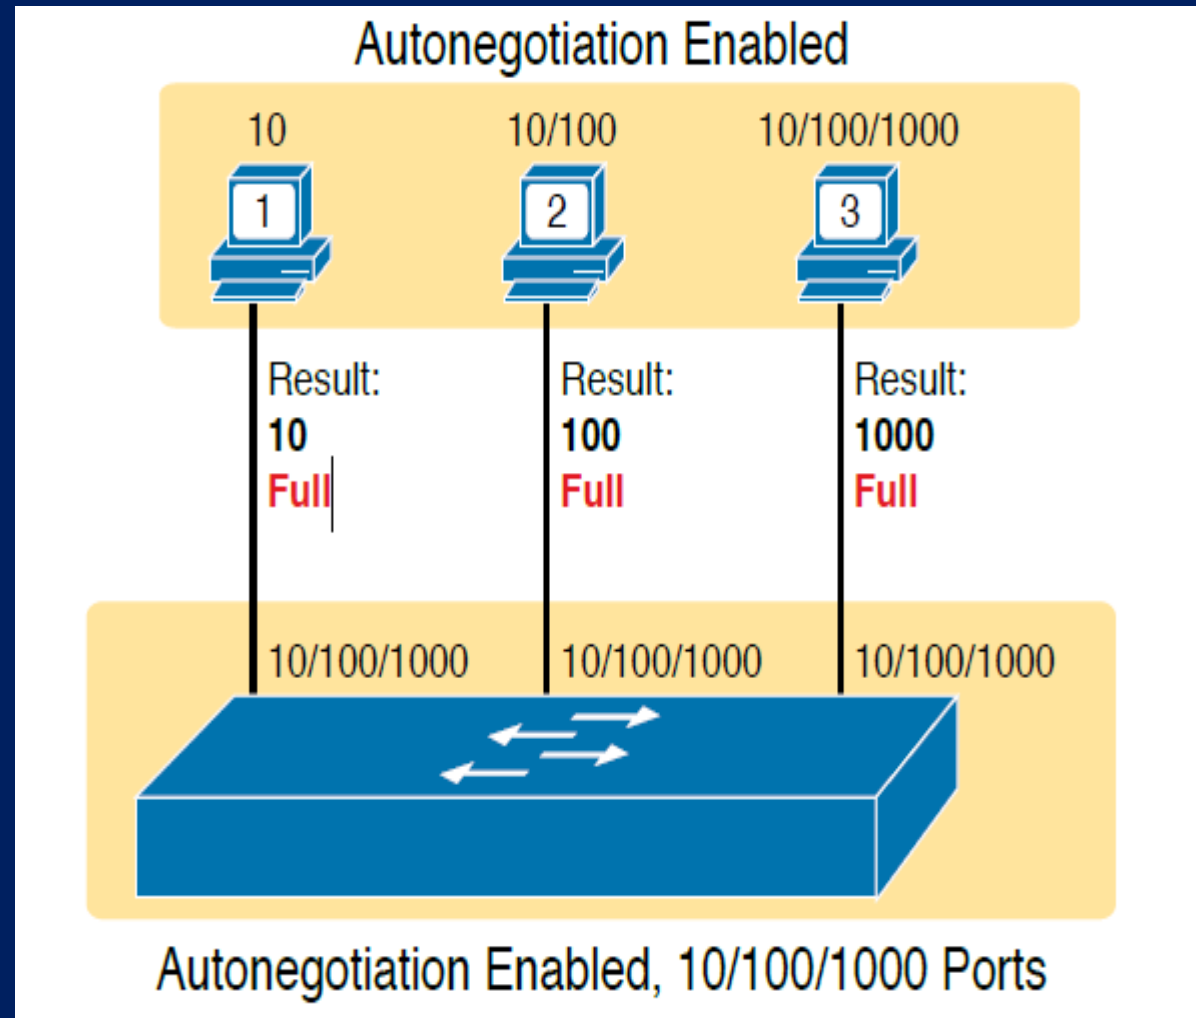 Autonegotiation Enabled
10 10/100 10/100/1000
1 2 3
Result: Result: Result:
10 100 1000
Full Full Full
10/100/1000 10/100/1000 10/100/1000
Autonegotiation Enabled, 10/100/1000 Ports